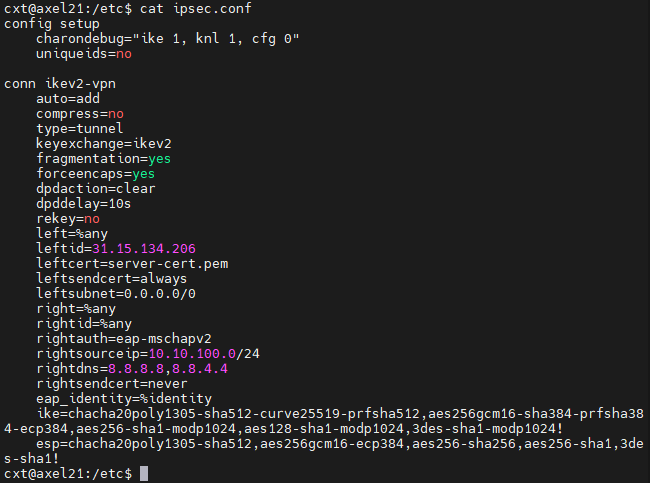 cxt@axel21:/etc$ cat ipsec.conf
config setup
    charondebug="ike 1, knl 1, cfg 0"
    uniqueids=no

conn ikev2-vpn
    auto=add
    compress=no
    type=tunnel
    keyexchange=ikev2
    fragmentation=yes
    forceencaps=yes
    dpdaction=clear
    dpddelay=10s
    rekey=no
    left=%any
    leftid=31.15.134.206
    leftcert=server-cert.pem
    leftsendcert=always
    leftsubnet=0.0.0.0/0
    right=%any
    rightid=%any
    rightauth=eap-mschapv2
    rightsourceip=10.10.100.0/24
    rightdns=8.8.8.8,8.8.4.4
    rightsendcert=never
    eap_identity=%identity
    ike=chacha20poly1305-sha512-curve25519-prfsha512,aes256gcm16-sha384-prfsha38
4-ecp384,aes256-sha1-modp1024,aes128-sha1-modp1024,3des-sha1-modp1024!
    esp=chacha20poly1305-sha512,aes256gcm16-ecp384,aes256-sha256,aes256-sha1,3de
s-sha1!
cxt@axel21:/etc$